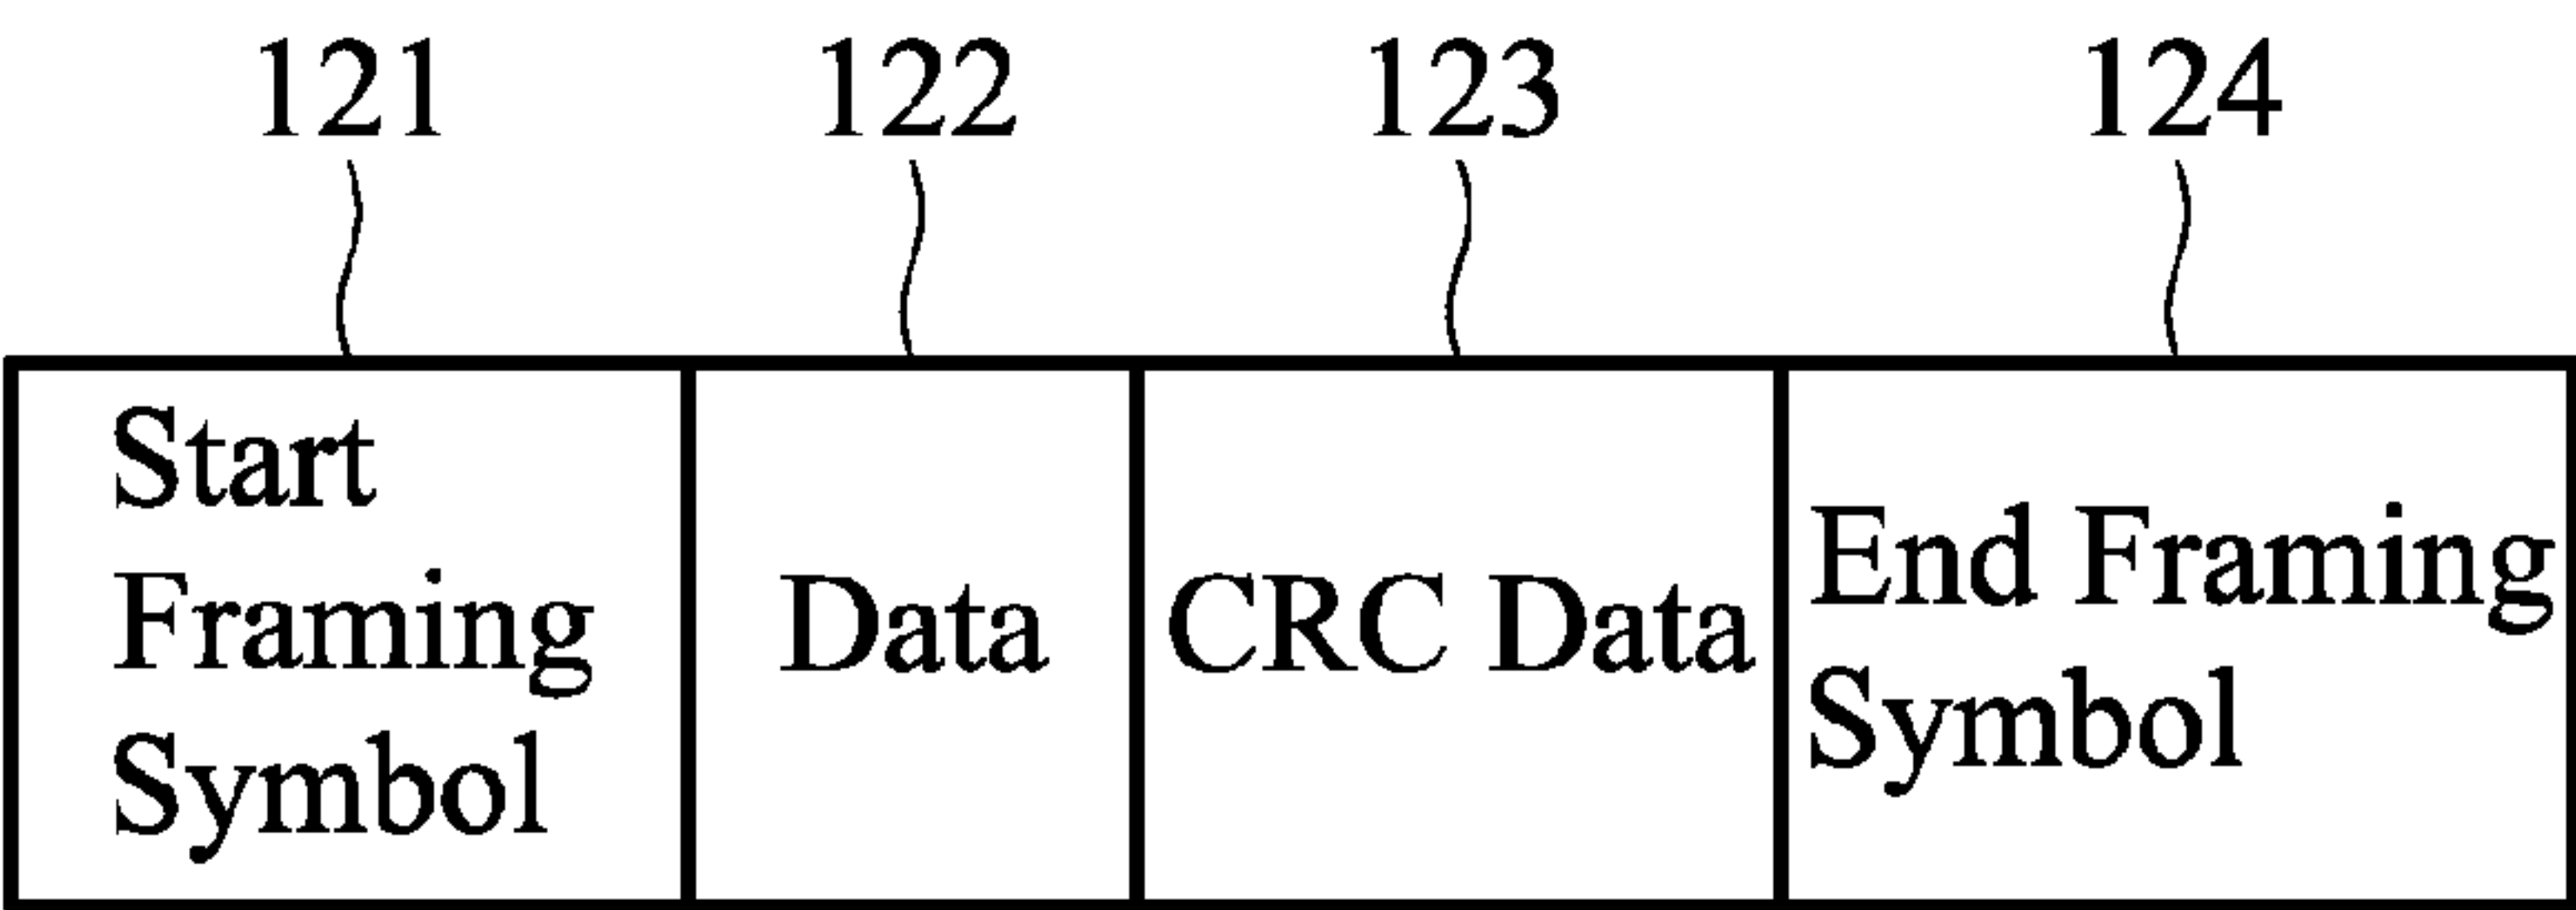 121 122 123 124
Start
Framing
Symbol
Data
CRC Data
End Framing
Symbol